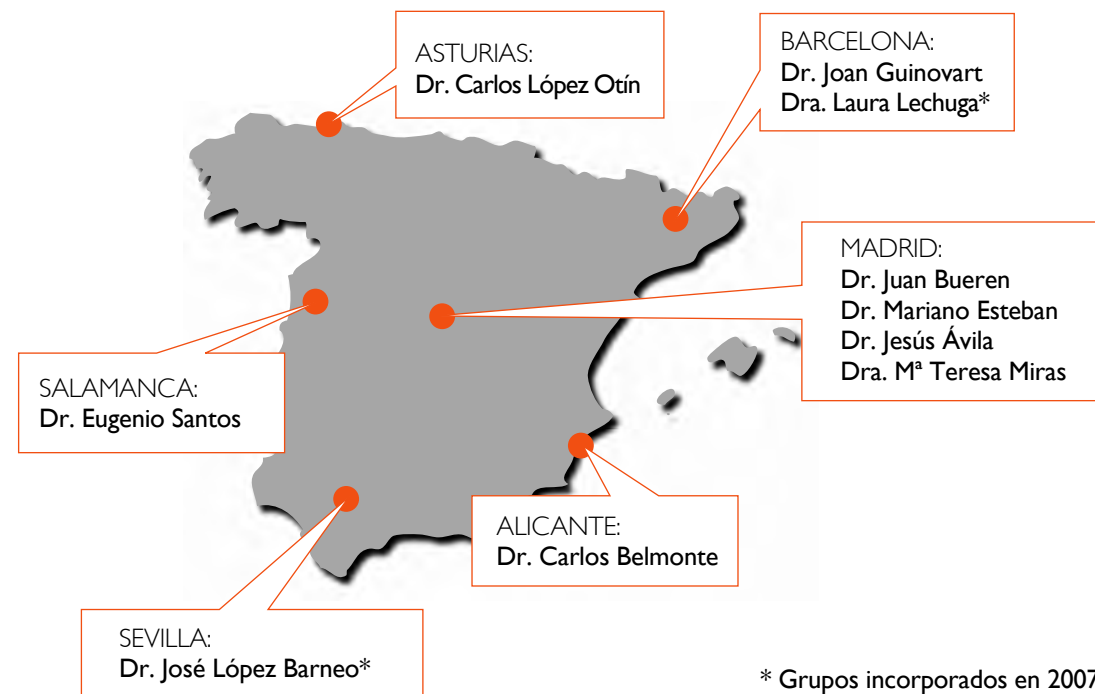 ASTURIAS:
Dr. Carlos López Otín
BARCELONA:
Dr. Joan Guinovart
Dra. Laura Lechuga*
MADRID:
Dr. Juan Bueren
Dr. Mariano Esteban
Dr. Jesús Ávila
Dra. Mª Teresa Miras
SALAMANCA:
Dr. Eugenio Santos
ALICANTE:
Dr. Carlos Belmonte
SEVILLA:
Dr. José López Barneo*
* Grupos incorporados en 2007